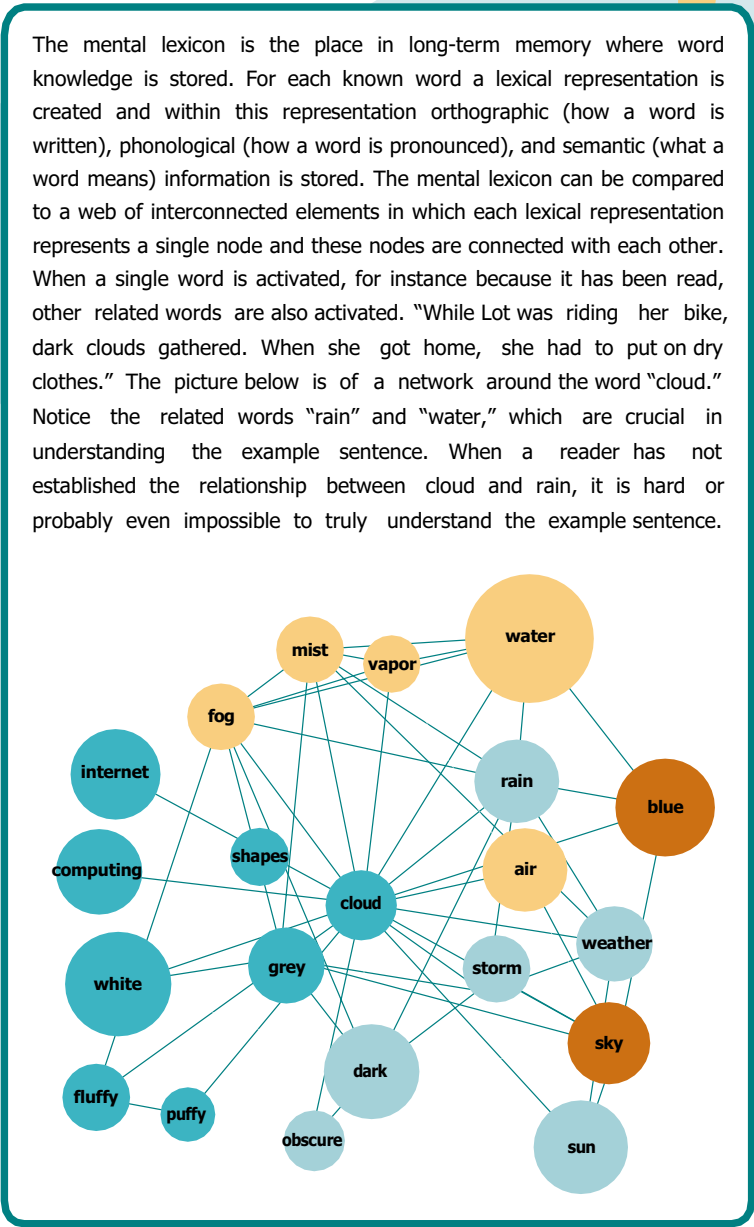 The mental lexicon is the place in long-term memory where word
knowledge is stored. For each known word a lexical representation is
created and within this representation orthographic (how a word is
written), phonological (how a word is pronounced), and semantic (what a
word means) information is stored. The mental lexicon can be compared
to a web of interconnected elements in which each lexical representation
represents a single node and these nodes are connected with each other.
When a single word is activated, for instance because it has been read,
other related words are also activated. “While Lot was riding her bike,
dark clouds gathered. When she got home, she had to put on dry
clothes.” The picture below is of a network around the word “cloud.”
Notice the related words “rain” and “water,” which are crucial in
understanding the example sentence. When a reader has not
established the relationship between cloud and rain, it is hard or
probably even impossible to truly understand the example sentence.
water
mist
vapor
fog
internet
rain
blue
shapes
computing
air
cloud
weather
grey
storm
white
sky
dark
fluffy
puffy
obscure
sun